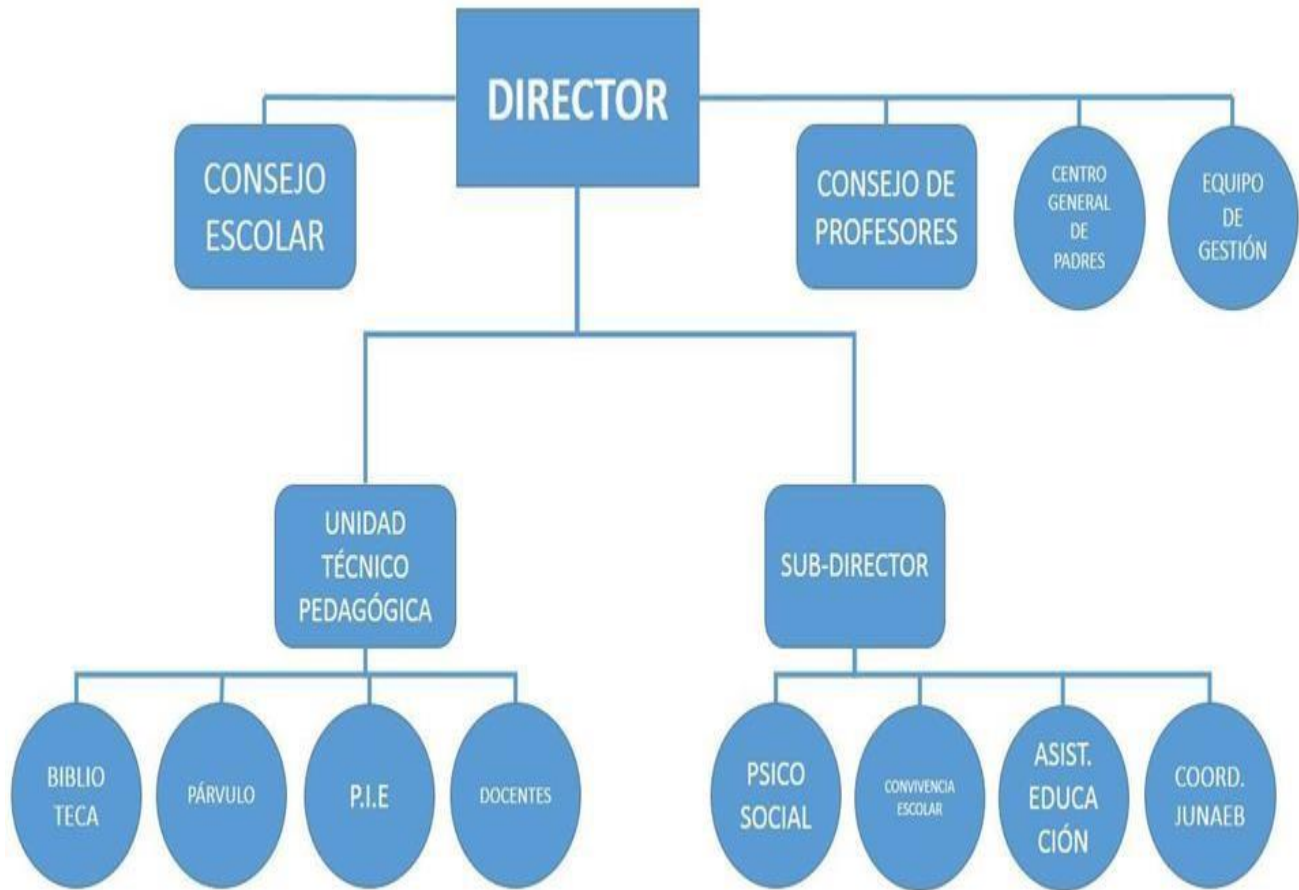 DIRECTOR
CONSEJO
ESCOLAR
CONSEJO DE
PROFESORES
CENTRO
GENERAL
DE
PADRES
EQUIPO
DE
GESTIÓN
UNIDAD
TÉCNICO
PEDAGÓGICA
SUB-DIRECTOR
BIBLIO
TECA
PÁRVULO
P.I.E
DOCENTES
PSICO
SOCIAL
CONVIVENCIA
ESCOLAR
ASIST.
EDUCA
CIÓN
COORD.
JUNAEB